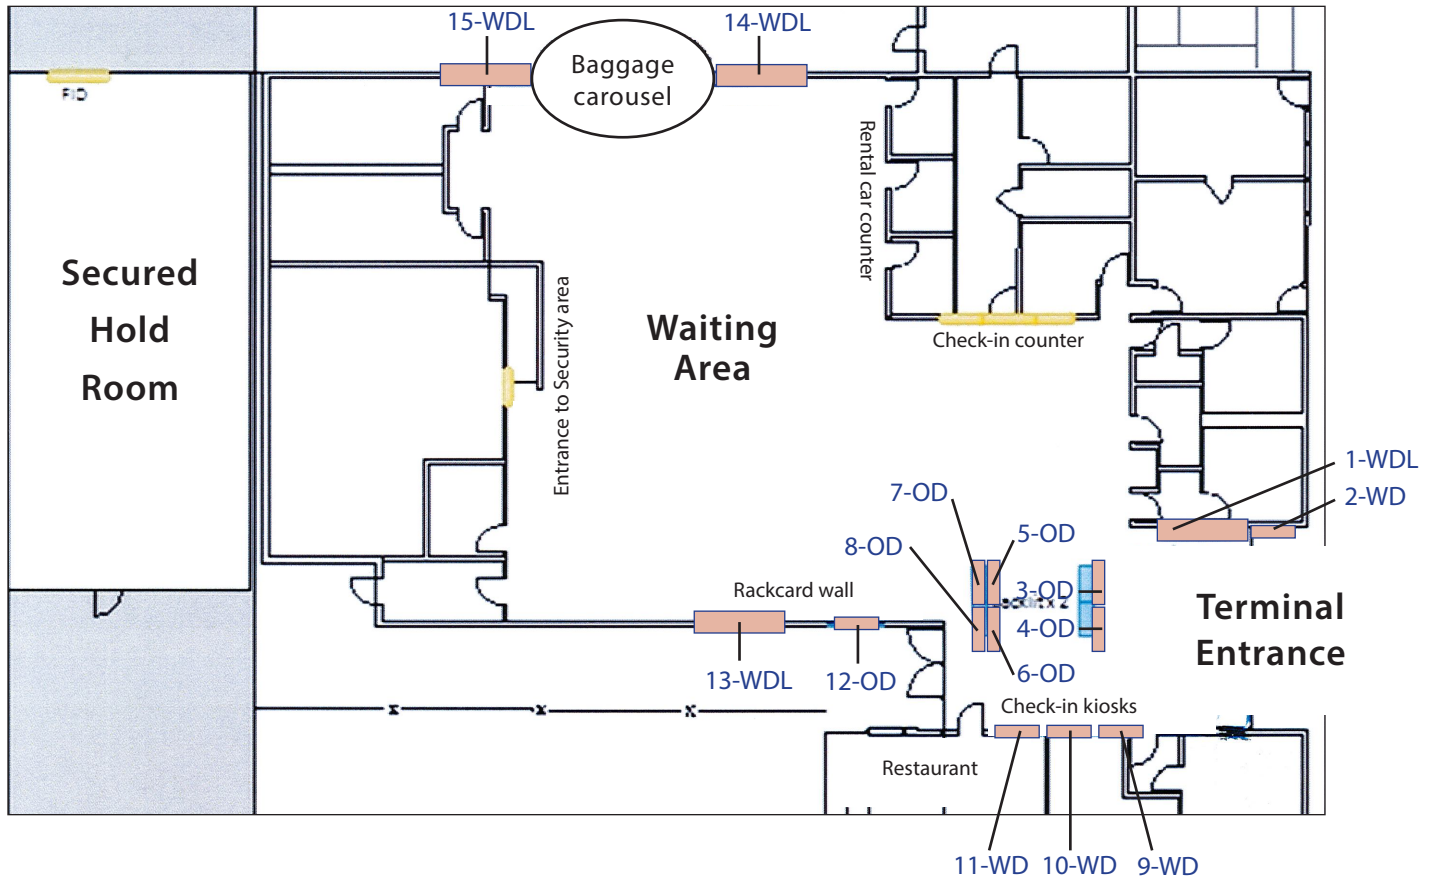 15-WDL
14-WDL
Baggage
carousel
FID
Rental car counter
Secured
Hold
Room
Entrance to Security area
Waiting
Area
Check-in counter
1-WDL
2-WD
7-OD
5-OD
8-OD
3-OD
4-OD
6-OD
Rackcard wall
Terminal
Entrance
13-WDL
12-OD
Check-in kiosks
Restaurant
11-WD
10-WD
9-WD